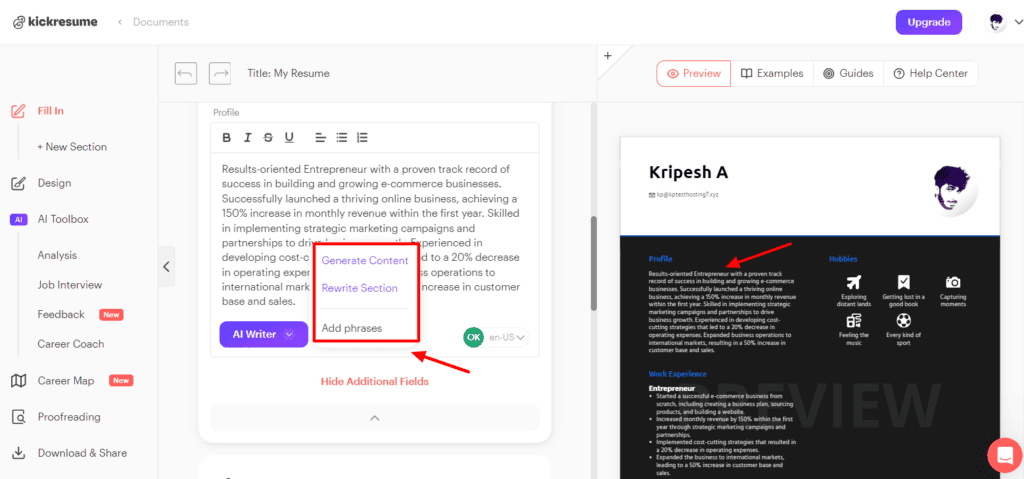 kickresume
Documents
Upgrade
Title: My Resume
Preview
Examples
Guides
Help Center
Fill In
+ New Section
Design
AI
AI Toolbox
Analysis
Job Interview
Feedback New
Career Coach
Career Map New
Proofreading
Download & Share
Profile
B I S U
Results-oriented Entrepreneur with a proven track record of
success in building and growing e-commerce businesses.
Successfully launched a thriving online business, achieving a
150% increase in monthly revenue within the first year. Skilled
in implementing strategic marketing campaigns and
partnerships to
Experienced in
developing
ed to a 20% decrease
in operating
ss operations to
international
increase in customer
base and sales.
Generate Content
Rewrite Section
Add phrases
AI Writer
OK
en-US
Hide Additional Fields
+
Kripesh A
kp@kptesthosting7.xyz
Profile
Results-oriented Entrepreneur with a proven track
record of success in building and growing e-commerce
businesses. Successfully launched a thriving online
business, achieving a 150% increase in monthly revenue
within the first year. Skilled in implementing strategic
marketing campaigns and partnerships to drive
business growth. Experienced in developing cost-
cutting strategies that led to a 20% decrease in
operating expenses. Expanded business operations to
international markets, resulting in a 50% increase in
customer base and sales.
Hobbies
Exploring
distant lands
Getting lost in a
good book
Capturing
moments
Feeling the
music
Every kind of
sport
Work Experience
Entrepreneur
• Started a successful e-commerce business from
scratch, including creating a business plan, sourcing
products, and building a website.
• Increased monthly revenue by 150% within the first
year through strategic marketing campaigns and
partnerships.
• Implemented cost-cutting strategies that resulted in
a 20% decrease in operating expenses.
• Expanded the business to international markets,
leading to a 50% increase in customer base and
sales.
PREVIEW